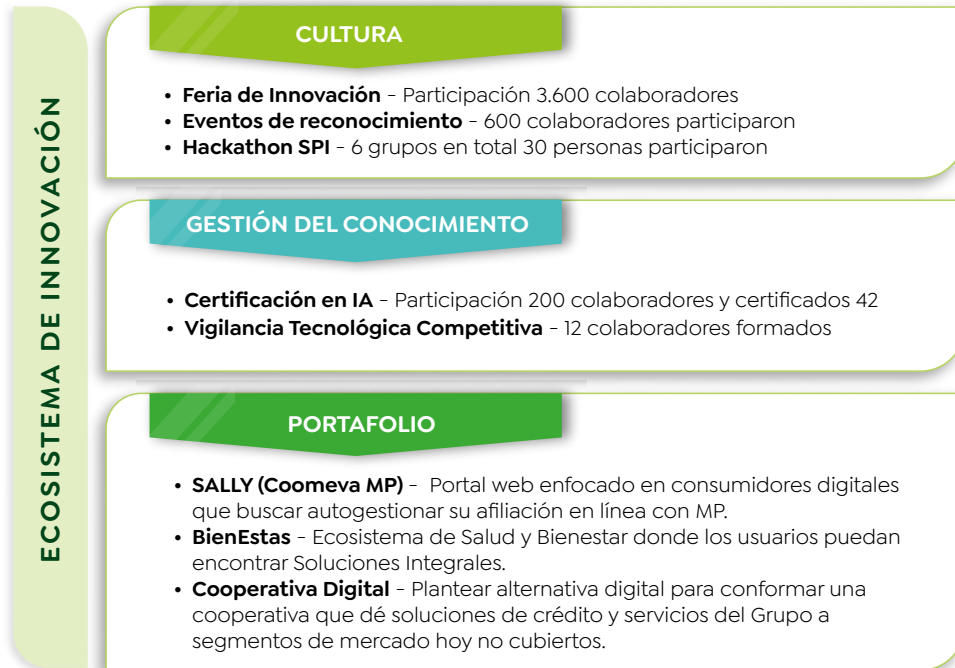 ECOSISTEMA DE INNOVACIÓN
CULTURA
• Feria de Innovación - Participación 3.600 colaboradores
• Eventos de reconocimiento - 600 colaboradores participaron
• Hackathon SPI - 6 grupos en total 30 personas participaron
GESTIÓN DEL CONOCIMIENTO
• Certificación en IA - Participación 200 colaboradores y certificados 42
• Vigilancia Tecnológica Competitiva - 12 colaboradores formados
PORTAFOLIO
• SALLY (Coomeva MP) - Portal web enfocado en consumidores digitales
que buscar autogestionar su afiliación en línea con MP.
• BienEstas - Ecosistema de Salud y Bienestar donde los usuarios puedan
encontrar Soluciones Integrales.
• Cooperativa Digital - Plantear alternativa digital para conformar una
cooperativa que dé soluciones de crédito y servicios del Grupo a
segmentos de mercado hoy no cubiertos.